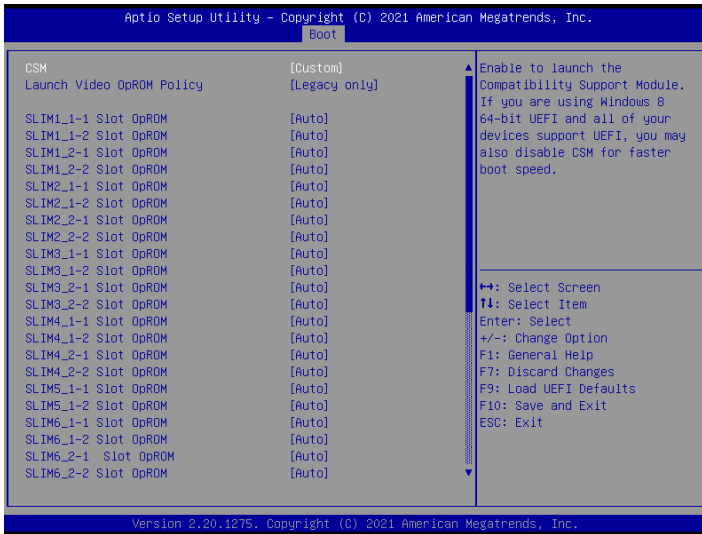 Aptio Setup Utility – Copyright (C) 2021 American Megatrends, Inc.
Boot
CSM [Custom]
Launch Video OpROM Policy [Legacy only]
SLIM1_1-1 Slot OpROM [Auto]
SLIM1_1-2 Slot OpROM [Auto]
SLIM1_2-1 Slot OpROM [Auto]
SLIM1_2-2 Slot OpROM [Auto]
SLIM2_1-1 Slot OpROM [Auto]
SLIM2_1-2 Slot OpROM [Auto]
SLIM2_2-1 Slot OpROM [Auto]
SLIM2_2-2 Slot OpROM [Auto]
SLIM3_1-1 Slot OpROM [Auto]
SLIM3_1-2 Slot OpROM [Auto]
SLIM3_2-1 Slot OpROM [Auto]
SLIM3_2-2 Slot OpROM [Auto]
SLIM4_1-1 Slot OpROM [Auto]
SLIM4_1-2 Slot OpROM [Auto]
SLIM4_2-1 Slot OpROM [Auto]
SLIM4_2-2 Slot OpROM [Auto]
SLIM5_1-1 Slot OpROM [Auto]
SLIM5_1-2 Slot OpROM [Auto]
SLIM6_1-1 Slot OpROM [Auto]
SLIM6_1-2 Slot OpROM [Auto]
SLIM6_2-1  Slot OpROM [Auto]
SLIM6_2-2 Slot OpROM [Auto]
Enable to launch the
Compatibility Support Module.
If you are using Windows 8
64-bit UEFI and all of your
devices support UEFI, you may
also disable CSM for faster
boot speed.
↔: Select Screen
↑↓: Select Item
Enter: Select
+/-: Change Option
F1: General Help
F7: Discard Changes
F9: Load UEFI Defaults
F10: Save and Exit
ESC: Exit
Version 2.20.1275. Copyright (C) 2021 American Megatrends, Inc.